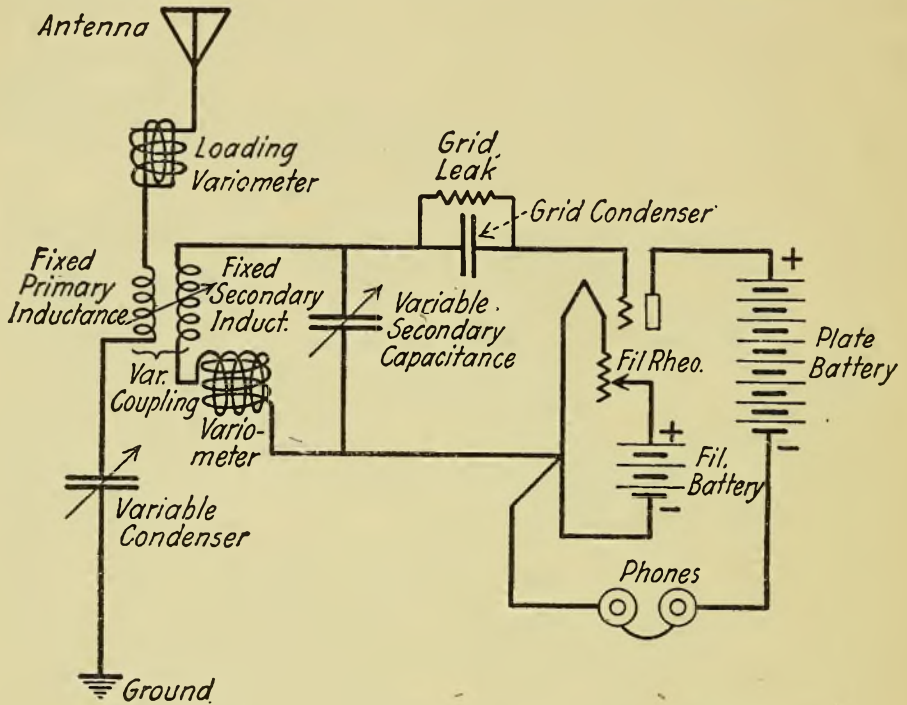 Antenna
Loading
Variometer
Grid
Leak
Grid Condenser
Fixed
Primary
Inductance
Fixed
Secondary
Induct.
Variable
Secondary
Capacitance
Fil Rheo.
+
Plate
Battery
-
Var.
Coupling
Vario-
meter
+
Fil.
Battery
-
Variable
Condenser
Phones
Ground